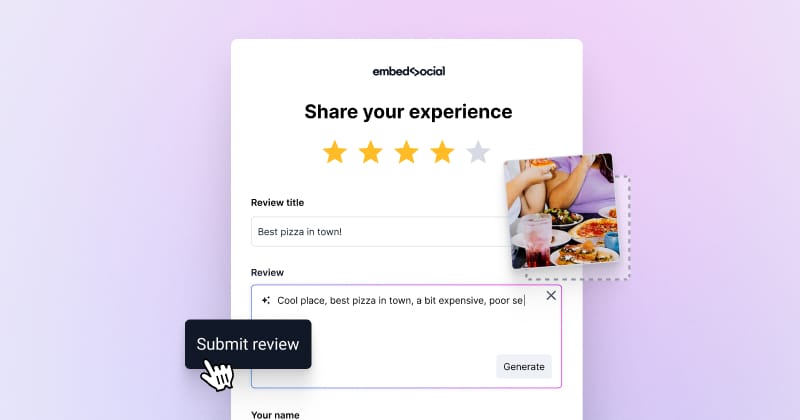 embedsocial
Share your experience
Review title
Best pizza in town!
Review
Cool place, best pizza in town, a bit expensive, poor se
Submit review
Generate
Your name